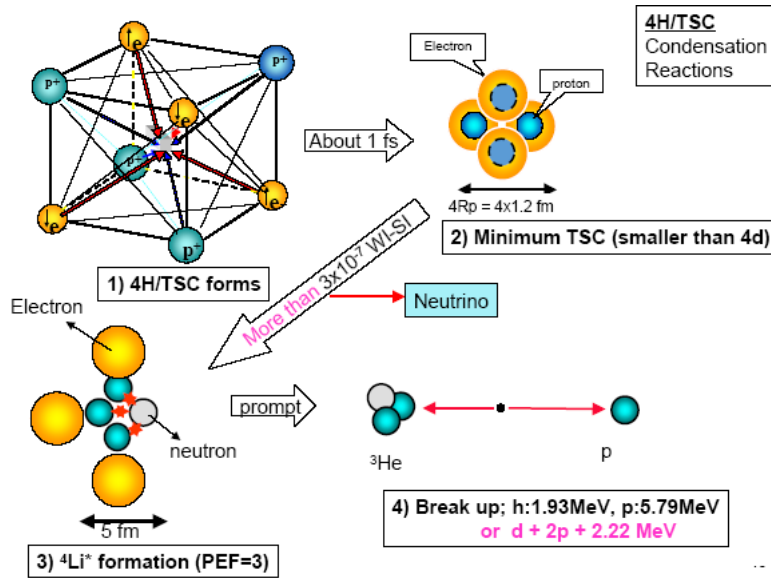 ↑e
p⁺
p⁺
↓e
p⁺
↓e
↑e
p⁺
1) 4H/TSC forms
About 1 fs
Electron
proton
4Rp = 4x1.2 fm
2) Minimum TSC (smaller than 4d)
4H/TSC
Condensation
Reactions
More than 3x10⁻⁷ WI-SI
Neutrino
Electron
neutron
5 fm
3) ⁴Li* formation (PEF=3)
prompt
³He
p
4) Break up; h:1.93MeV, p:5.79MeV
or d + 2p + 2.22 MeV